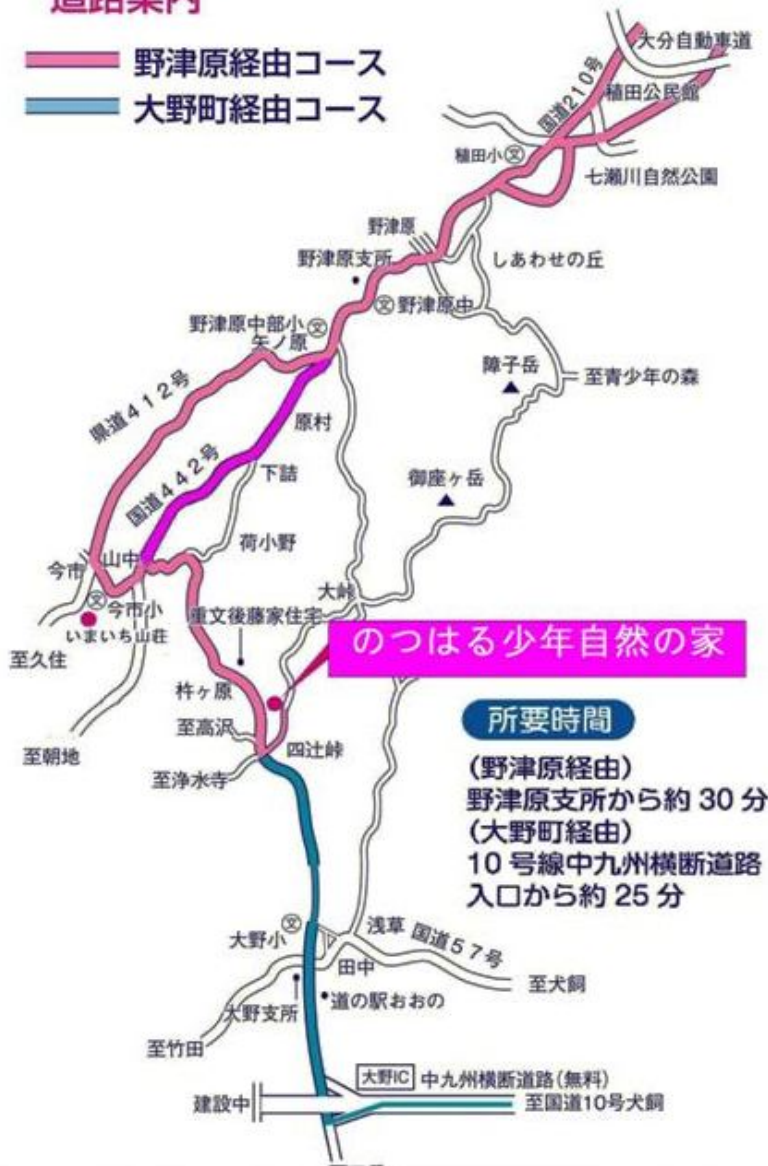 道路案内
野津原経由コース
大野町経由コース
大分自動車道
国道210号
稙田公民館
稙田小
文
七瀬川自然公園
野津原
野津原支所
しあわせの丘
文
野津原中
野津原中部小
文
矢ノ原
障子岳
至青少年の森
県道412号
原村
国道442号
下詰
御座ヶ岳
荷小野
今市
山中
大峠
文
今市小
重文後藤家住宅
いまいち山荘
のつはる少年自然の家
至久住
杵ヶ原
至高沢
四辻峠
至朝地
至浄水寺
所要時間
(野津原経由)
野津原支所から約30分
(大野町経由)
10号線中九州横断道路
入口から約25分
文
大野小
浅草
国道57号
田中
至犬飼
大野支所
道の駅おおの
至竹田
大野IC
中九州横断道路(無料)
建設中
至国道10号犬飼